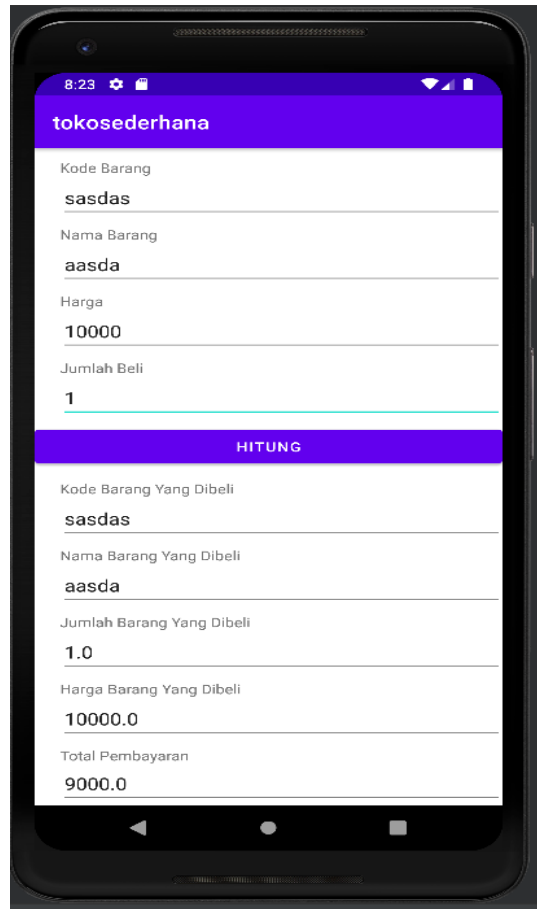 8:23
tokosederhana
Kode Barang
sasdas
Nama Barang
aasda
Harga
10000
Jumlah Beli
1
HITUNG
Kode Barang Yang Dibeli
sasdas
Nama Barang Yang Dibeli
aasda
Jumlah Barang Yang Dibeli
1.0
Harga Barang Yang Dibeli
10000.0
Total Pembayaran
9000.0